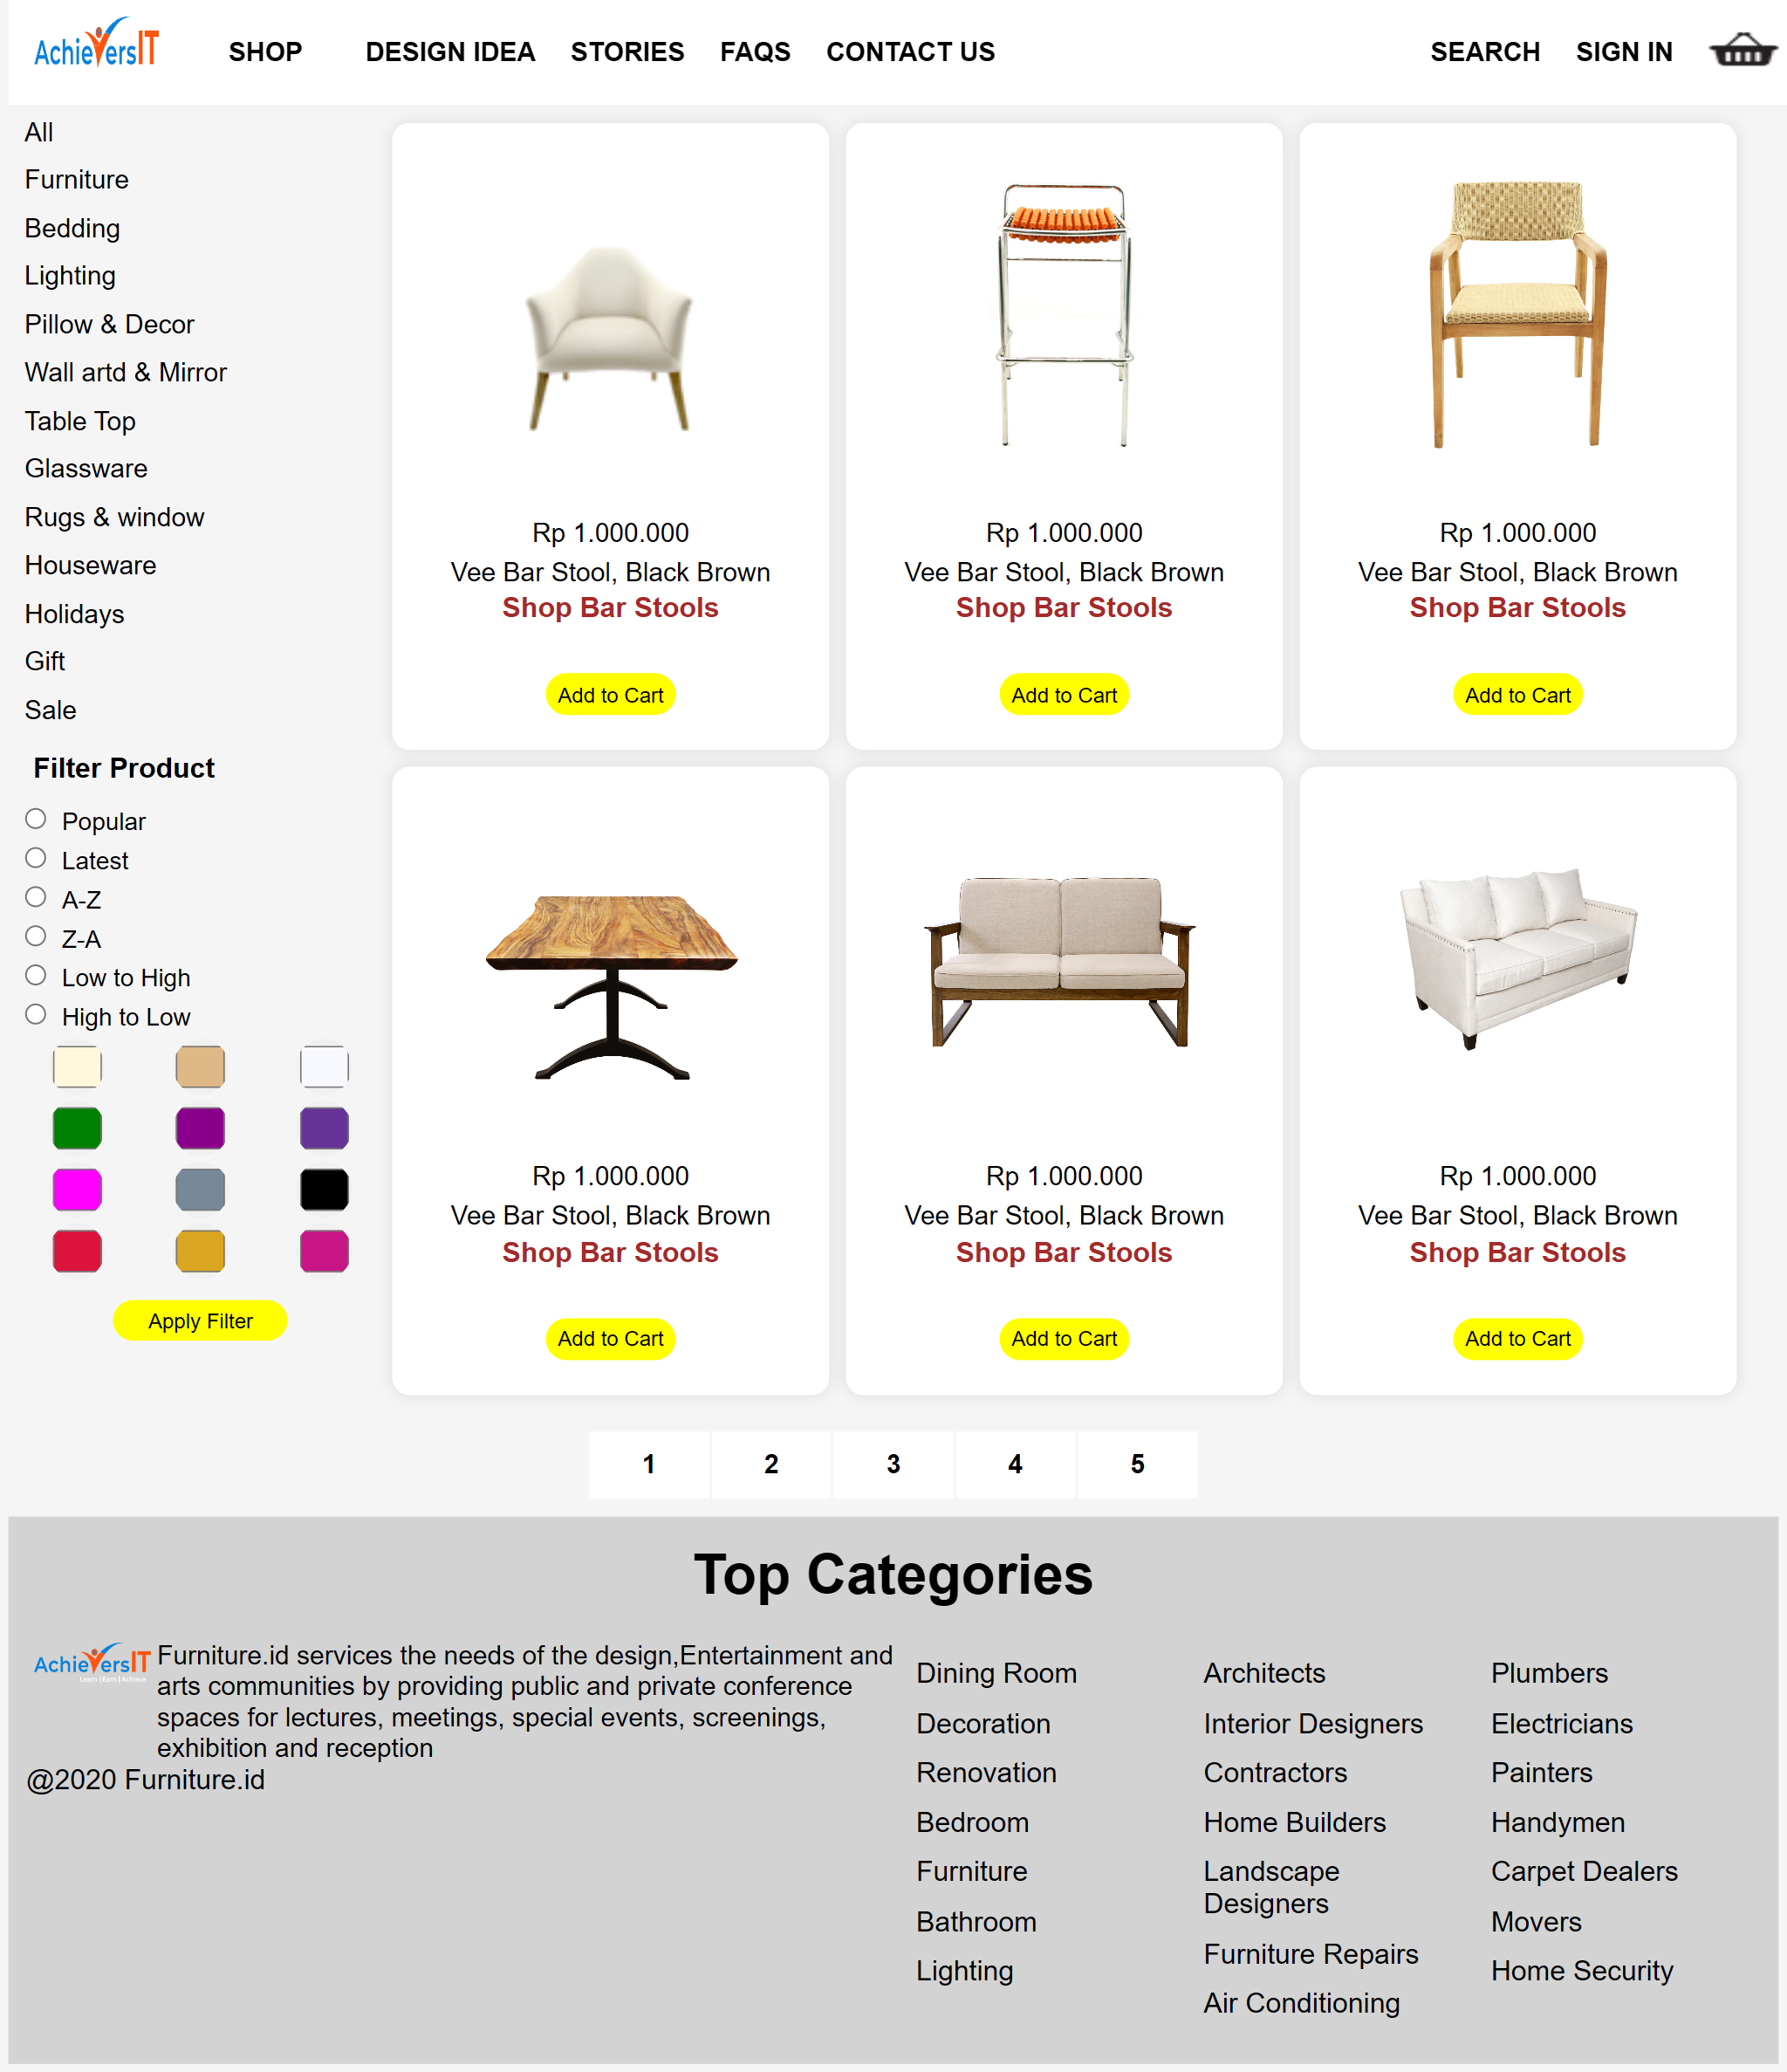 AchieversIT
SHOP
DESIGN IDEA
STORIES
FAQS
CONTACT US
SEARCH
SIGN IN
All
Furniture
Bedding
Lighting
Pillow & Decor
Wall artd & Mirror
Table Top
Glassware
Rugs & window
Houseware
Holidays
Gift
Sale
Filter Product
Popular
Latest
A-Z
Z-A
Low to High
High to Low
Apply Filter
Rp 1.000.000
Vee Bar Stool, Black Brown
Shop Bar Stools
Add to Cart
Rp 1.000.000
Vee Bar Stool, Black Brown
Shop Bar Stools
Add to Cart
Rp 1.000.000
Vee Bar Stool, Black Brown
Shop Bar Stools
Add to Cart
Rp 1.000.000
Vee Bar Stool, Black Brown
Shop Bar Stools
Add to Cart
Rp 1.000.000
Vee Bar Stool, Black Brown
Shop Bar Stools
Add to Cart
Rp 1.000.000
Vee Bar Stool, Black Brown
Shop Bar Stools
Add to Cart
1
2
3
4
5
Top Categories
AchieversIT
Learn | Earn | Achieve
Furniture.id services the needs of the design,Entertainment and
arts communities by providing public and private conference
spaces for lectures, meetings, special events, screenings,
exhibition and reception
@2020 Furniture.id
Dining Room
Decoration
Renovation
Bedroom
Furniture
Bathroom
Lighting
Architects
Interior Designers
Contractors
Home Builders
Landscape
Designers
Furniture Repairs
Air Conditioning
Plumbers
Electricians
Painters
Handymen
Carpet Dealers
Movers
Home Security